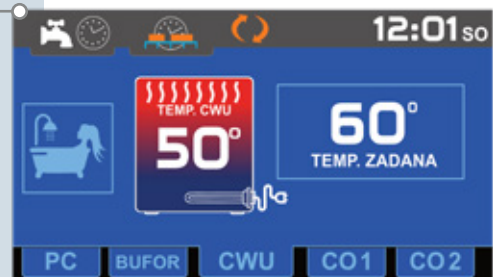 12:01 SO
TEMP. CWU
50°
60°
TEMP. ZADANA
PC BUFOR CWU CO1 CO2